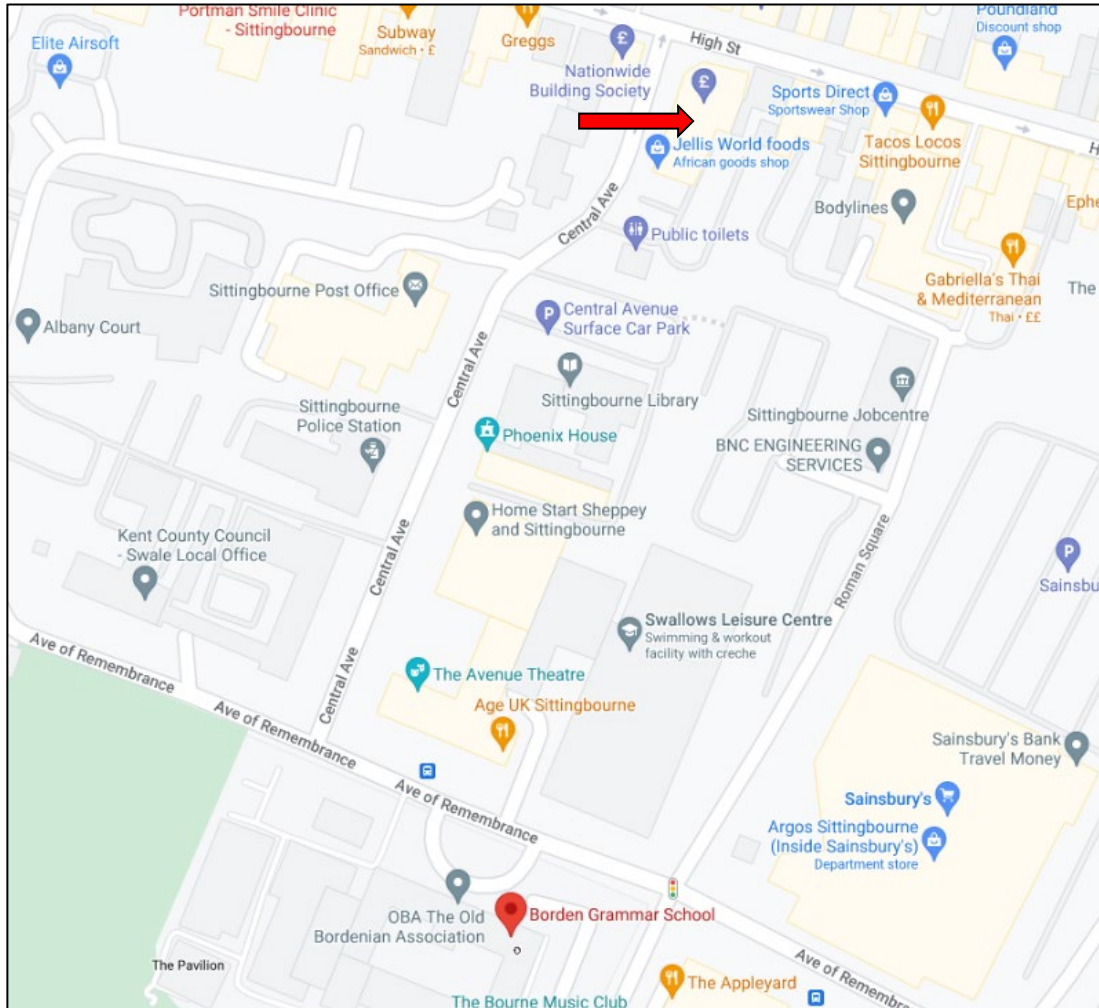 Portman Smile Clinic
- Sittingbourne
Subway
Sandwich • £
Greggs
Elite Airsoft
Nationwide
Building Society
High St
Poundland
Discount shop
Sports Direct
Sportswear Shop
Tacos Locos
Sittingbourne
Jellis World foods
African goods shop
Bodylines
Ephe
H
Central Ave
Public toilets
Sittingbourne Post Office
Central Avenue
Surface Car Park
Gabriella's Thai
& Mediterranean
Thai • ££
The
Albany Court
P
Central Ave
Sittingbourne Library
Sittingbourne
Police Station
Phoenix House
Sittingbourne Jobcentre
BNC ENGINEERING
SERVICES
Home Start Sheppey
and Sittingbourne
Kent County Council
- Swale Local Office
Central Ave
Roman Square
P
Sainsbu
Swallows Leisure Centre
Swimming & workout
facility with creche
Ave of Remembrance
The Avenue Theatre
Central Ave
Age UK Sittingbourne
Ave of Remembrance
Sainsbury's Bank
Travel Money
Ave of Remembrance
Sainsbury's
Argos Sittingbourne
(Inside Sainsbury's)
Department store
OBA The Old
Bordenian Association
Borden Grammar School
The Pavilion
Ave of Remem
The Appleyard
The Bourne Music Club